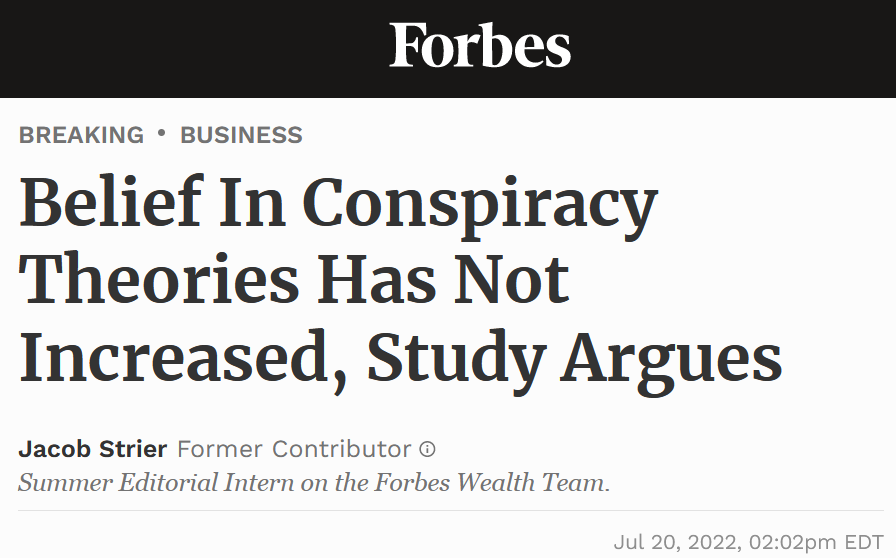 Forbes
BREAKING • BUSINESS
Belief In Conspiracy
Theories Has Not
Increased, Study Argues
Jacob Strier Former Contributor ⓘ
Summer Editorial Intern on the Forbes Wealth Team.
Jul 20, 2022, 02:02pm EDT